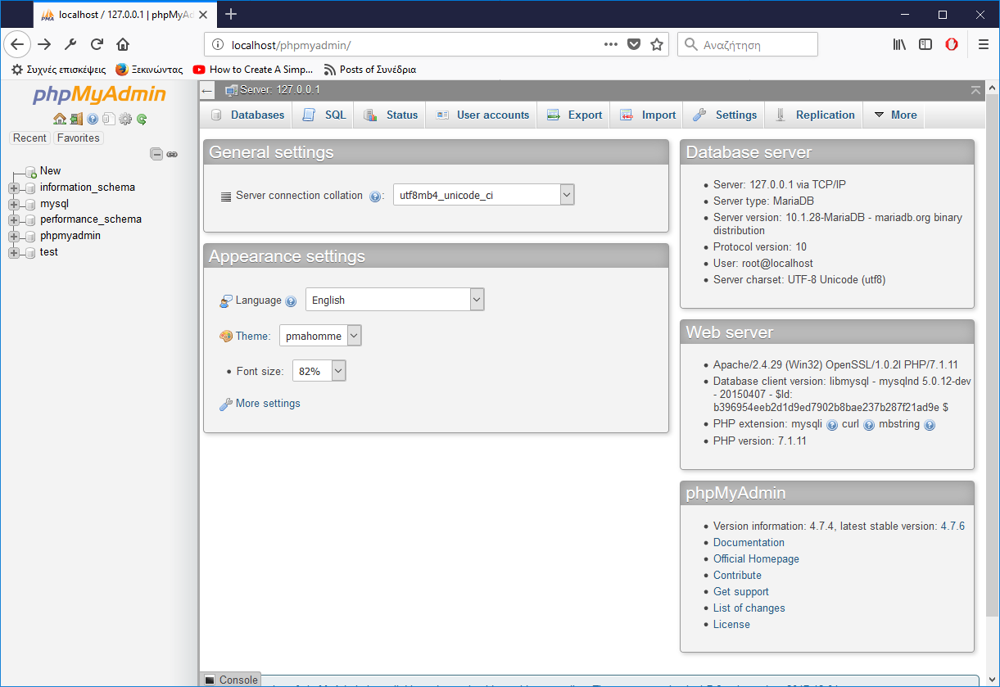 localhost / 127.0.0.1 | phpMyAd
localhost/phpmyadmin/
Αναζήτηση
Συχνές επισκέψεις
Ξεκινώντας
How to Create A Simp...
Posts of Συνέδρια
phpMyAdmin
Recent
Favorites
New
information_schema
mysql
performance_schema
phpmyadmin
test
Server: 127.0.0.1
Databases
SQL
Status
User accounts
Export
Import
Settings
Replication
More
General settings
Server connection collation :
utf8mb4_unicode_ci
Appearance settings
Language
English
Theme:
pmahomme
Font size:
82%
More settings
Database server
Server: 127.0.0.1 via TCP/IP
Server type: MariaDB
Server version: 10.1.28-MariaDB - mariadb.org binary
distribution
Protocol version: 10
User: root@localhost
Server charset: UTF-8 Unicode (utf8)
Web server
Apache/2.4.29 (Win32) OpenSSL/1.0.2l PHP/7.1.11
Database client version: libmysql - mysqlnd 5.0.12-dev
- 20150407 - $Id:
b396954eeb2d1d9ed7902b8bae237b287f21ad9e $
PHP extension: mysqli curl mbstring
PHP version: 7.1.11
phpMyAdmin
Version information: 4.7.4, latest stable version: 4.7.6
Documentation
Official Homepage
Contribute
Get support
List of changes
License
Console